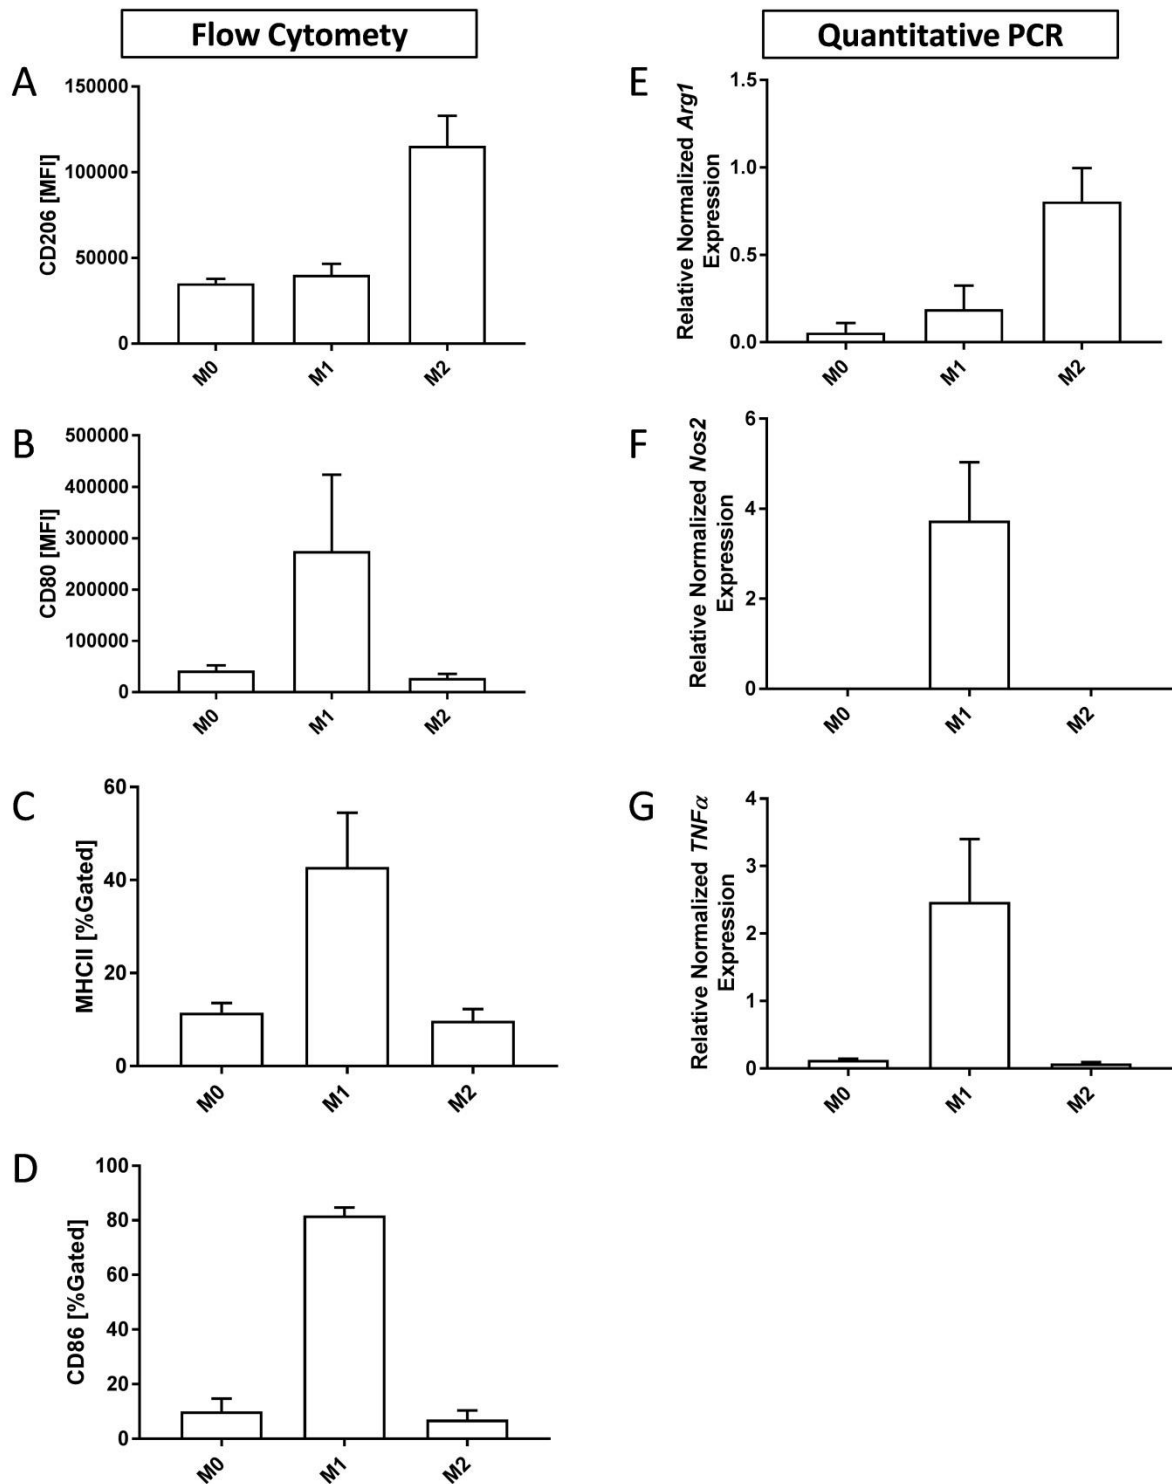 Flow Cytomety
Quantitative PCR
A
CD206 [MFI]
150000
100000
50000
0
M0
M1
M2
E
Relative Normalized Arg1
Expression
1.5
1.0
0.5
0.0
M0
M1
M2
B
CD80 [MFI]
500000
400000
300000
200000
100000
0
M0
M1
M2
F
Relative Normalized Nos2
Expression
6
4
2
0
M0
M1
M2
C
MHCII [%Gated]
60
40
20
0
M0
M1
M2
G
Relative Normalized TNFα
Expression
4
3
2
1
0
M0
M1
M2
D
CD86 [%Gated]
100
80
60
40
20
0
M0
M1
M2